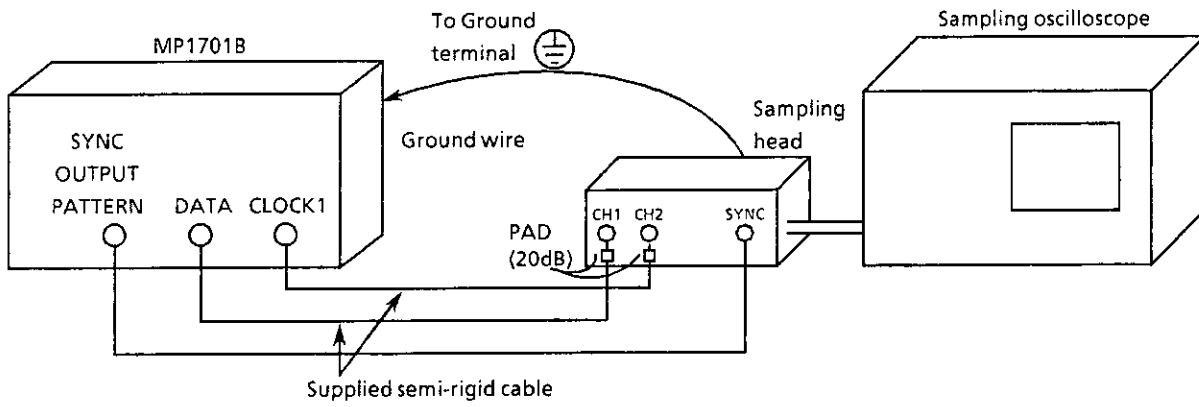 Sampling oscilloscope
To Ground
terminal
MP1701B
Sampling
head
Ground wire
SYNC
OUTPUT
PATTERN DATA CLOCK1
CH1 CH2 SYNC
PAD
(20dB)
Supplied semi-rigid cable